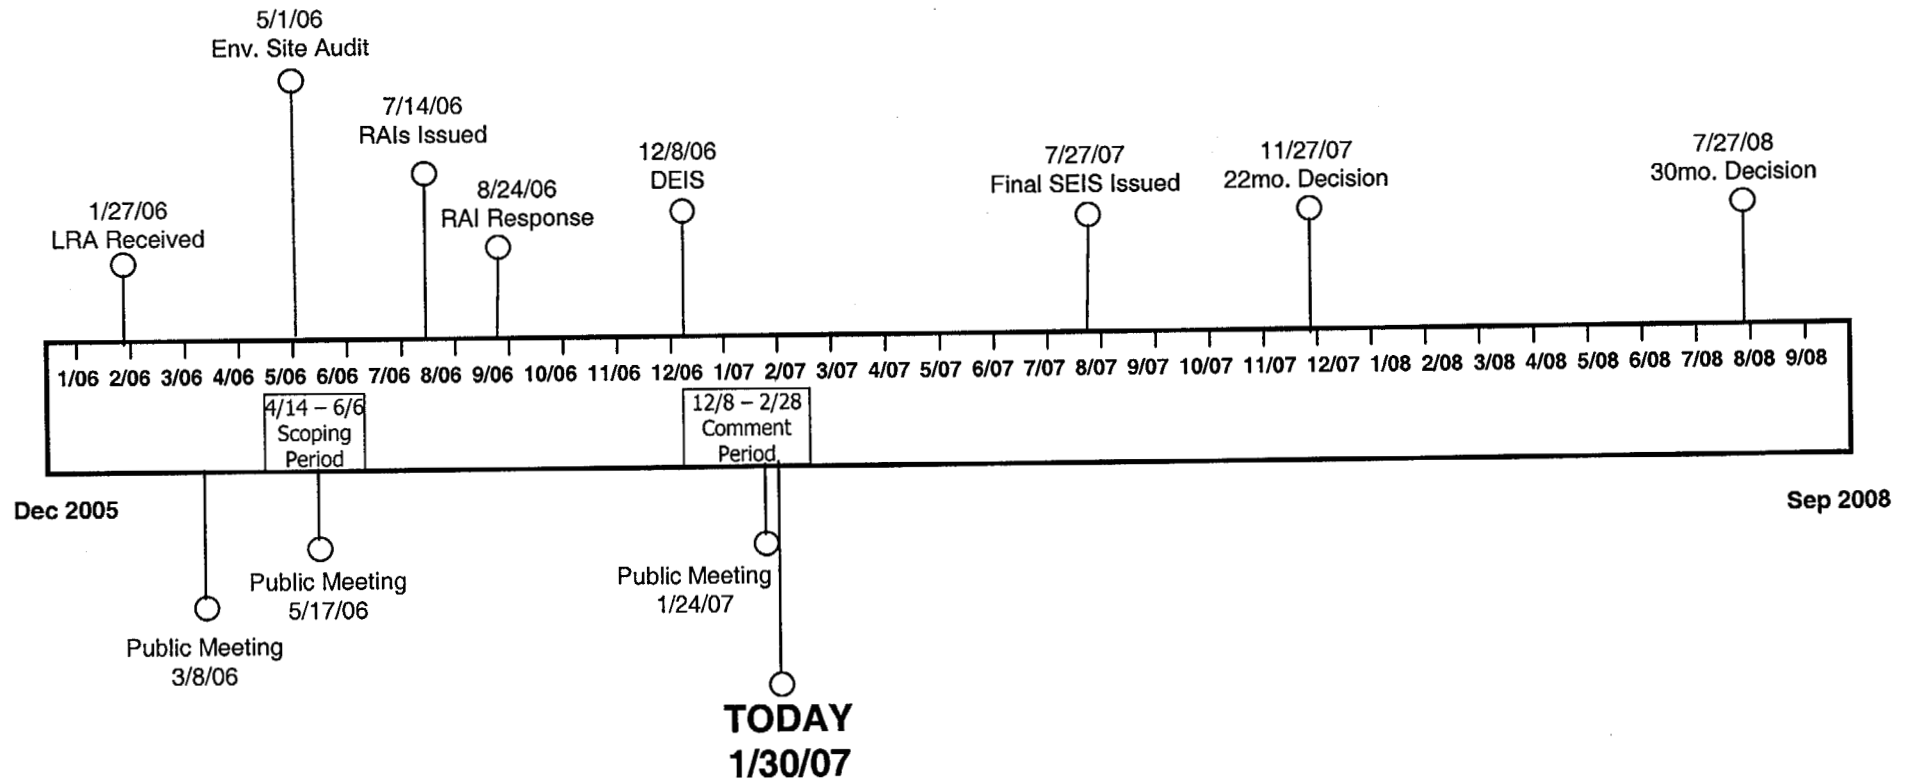 5/1/06
Env. Site Audit
7/14/06
RAIs Issued
8/24/06
RAI Response
12/8/06
DEIS
7/27/07
Final SEIS Issued
11/27/07
22mo. Decision
7/27/08
30mo. Decision
1/27/06
LRA Received
1/06 2/06 3/06 4/06 5/06 6/06 7/06 8/06 9/06 10/06 11/06 12/06 1/07 2/07 3/07 4/07 5/07 6/07 7/07 8/07 9/07 10/07 11/07 12/07 1/08 2/08 3/08 4/08 5/08 6/08 7/08 8/08 9/08
4/14 – 6/6
Scoping
Period
12/8 – 2/28
Comment
Period
Dec 2005
Sep 2008
Public Meeting
5/17/06
Public Meeting
1/24/07
Public Meeting
3/8/06
TODAY
1/30/07